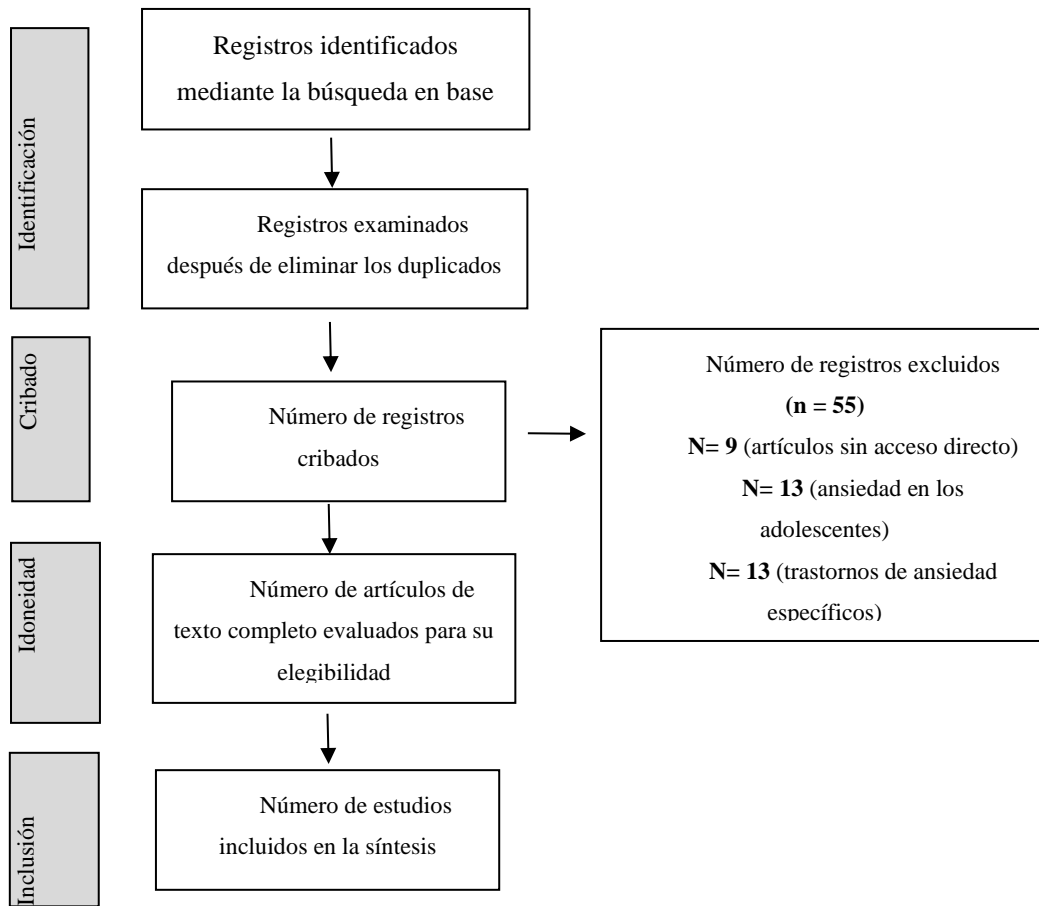 Identificación
Registros identificados
mediante la búsqueda en base
Registros examinados
después de eliminar los duplicados
Cribado
Número de registros
cribados
Número de registros excluidos
(n = 55)
N= 9 (artículos sin acceso directo)
N= 13 (ansiedad en los
adolescentes)
N= 13 (trastornos de ansiedad
específicos)
Idoneidad
Número de artículos de
texto completo evaluados para su
elegibilidad
Inclusión
Número de estudios
incluidos en la síntesis